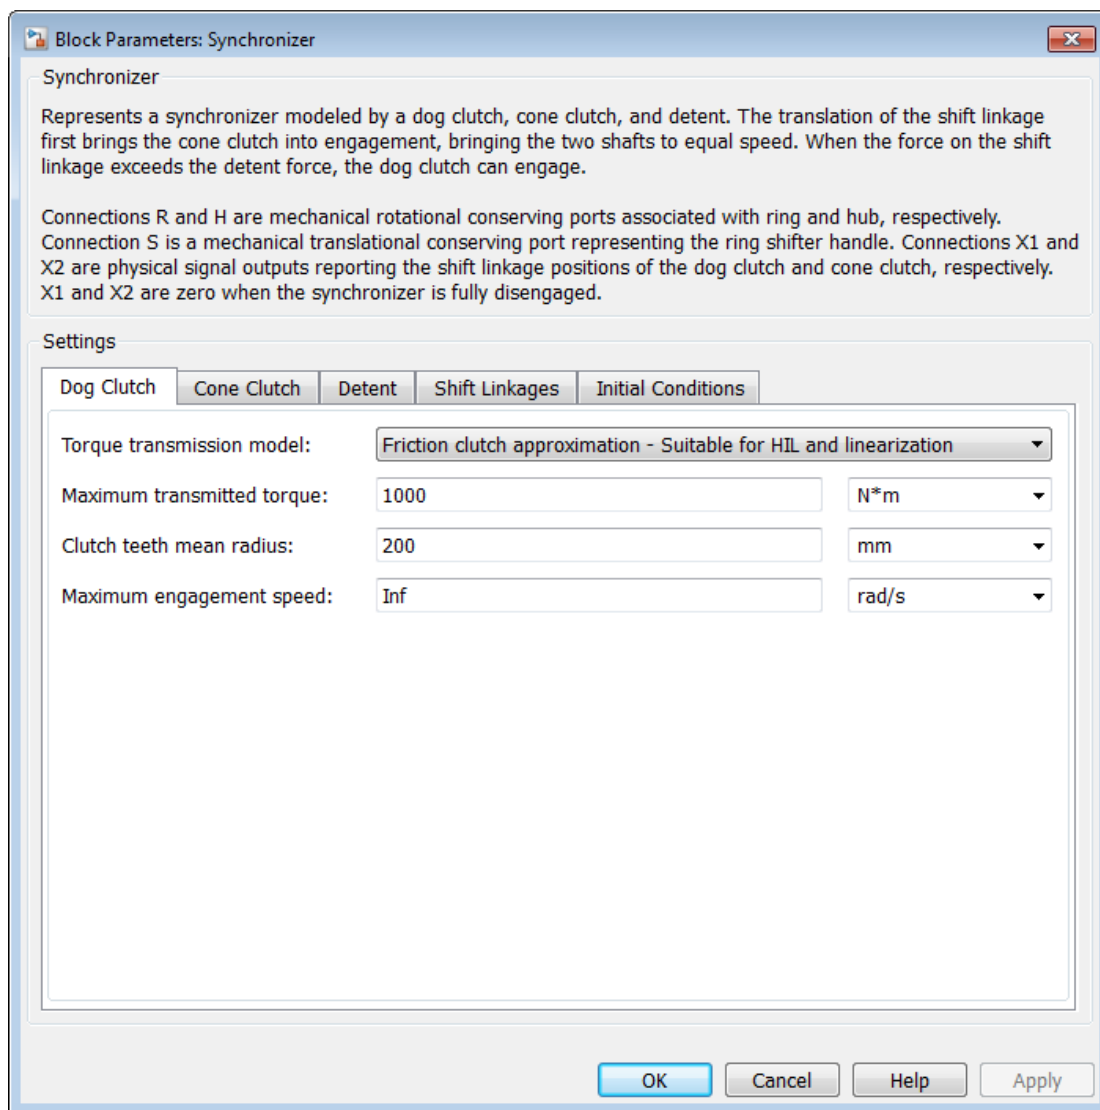 Block Parameters: Synchronizer
Synchronizer
Represents a synchronizer modeled by a dog clutch, cone clutch, and detent. The translation of the shift linkage
first brings the cone clutch into engagement, bringing the two shafts to equal speed. When the force on the shift
linkage exceeds the detent force, the dog clutch can engage.
Connections R and H are mechanical rotational conserving ports associated with ring and hub, respectively.
Connection S is a mechanical translational conserving port representing the ring shifter handle. Connections X1 and
X2 are physical signal outputs reporting the shift linkage positions of the dog clutch and cone clutch, respectively.
X1 and X2 are zero when the synchronizer is fully disengaged.
Settings
Dog Clutch Cone Clutch Detent Shift Linkages Initial Conditions
Torque transmission model: Friction clutch approximation - Suitable for HIL and linearization
Maximum transmitted torque: 1000 N*m
Clutch teeth mean radius: 200 mm
Maximum engagement speed: Inf rad/s
OK Cancel Help Apply